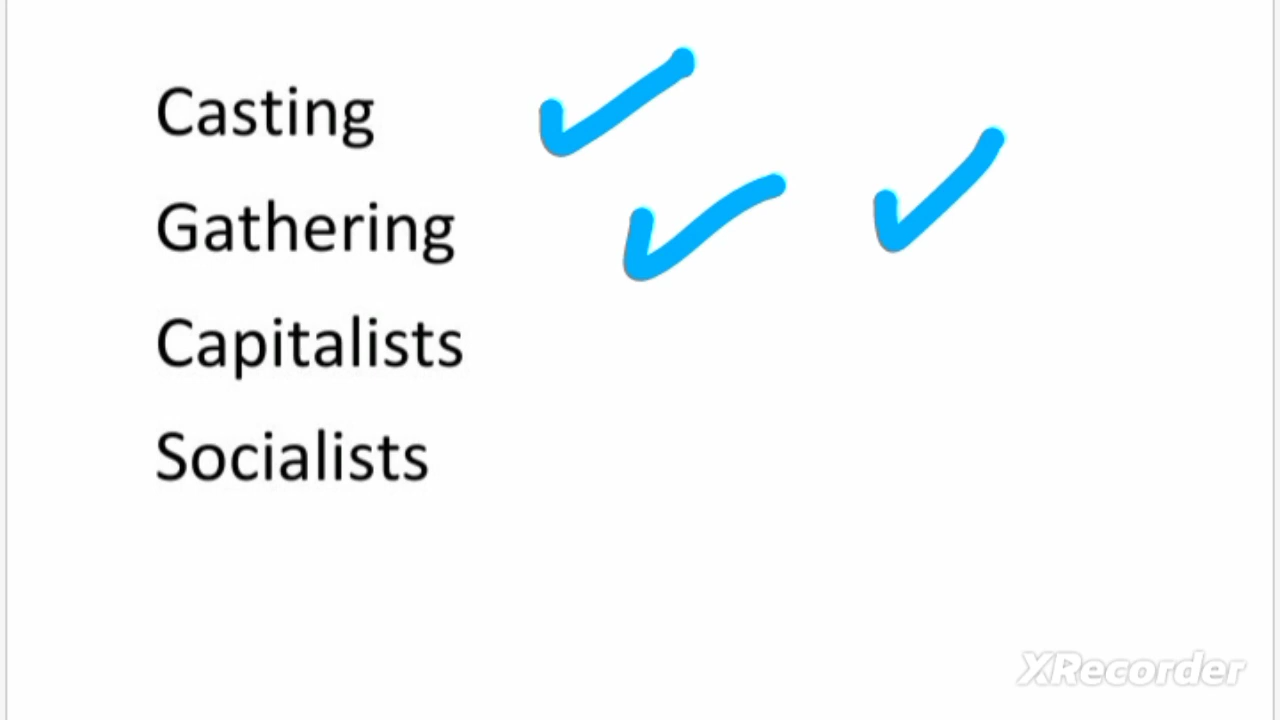 Casting
Gathering
Capitalists
Socialists
XRecorder